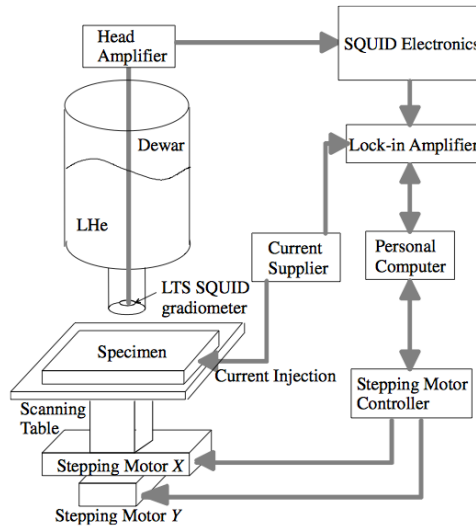 Head
Amplifier
SQUID Electronics
Dewar
Lock-in Amplifier
LHe
Current
Supplier
Personal
Computer
LTS SQUID
gradiometer
Specimen
Current Injection
Stepping Motor
Controller
Scanning
Table
Stepping Motor X
Stepping Motor Y